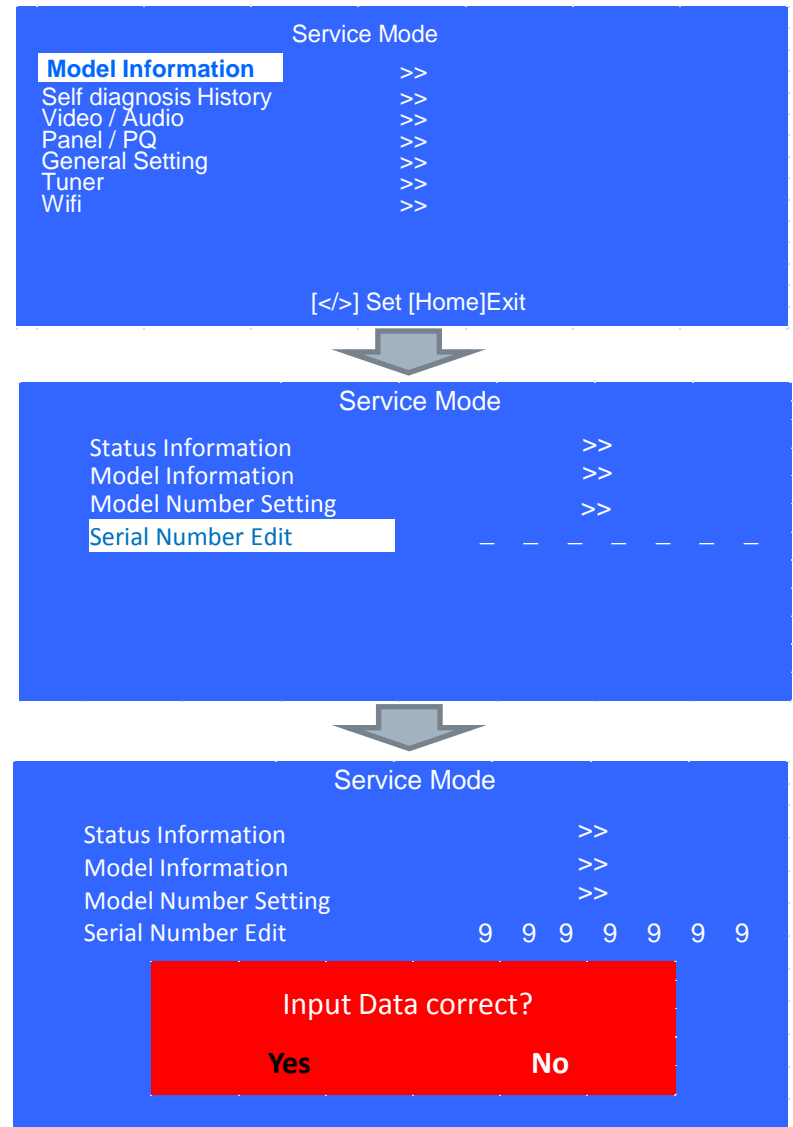 Service Mode
Model Information >>
Self diagnosis History >>
Video / Audio >>
Panel / PQ >>
General Setting >>
Tuner >>
Wifi >>
[</>] Set [Home]Exit
Service Mode
Status Information >>
Model Information >>
Model Number Setting >>
Serial Number Edit _ _ _ _ _ _ _
Service Mode
Status Information >>
Model Information >>
Model Number Setting >>
Serial Number Edit 9 9 9 9 9 9 9
Input Data correct?
Yes No